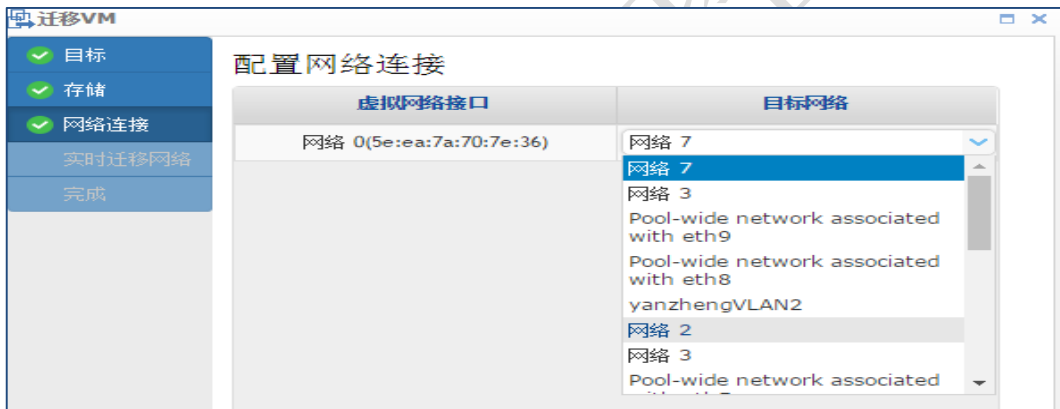 迁移VM
目标
存储
网络连接
实时迁移网络
完成
配置网络连接
虚拟网络接口 目标网络
网络 0(5e:ea:7a:70:7e:36) 网络 7
网络 7
网络 3
Pool-wide network associated
with eth9
Pool-wide network associated
with eth8
yanzhengVLAN2
网络 2
网络 3
Pool-wide network associated